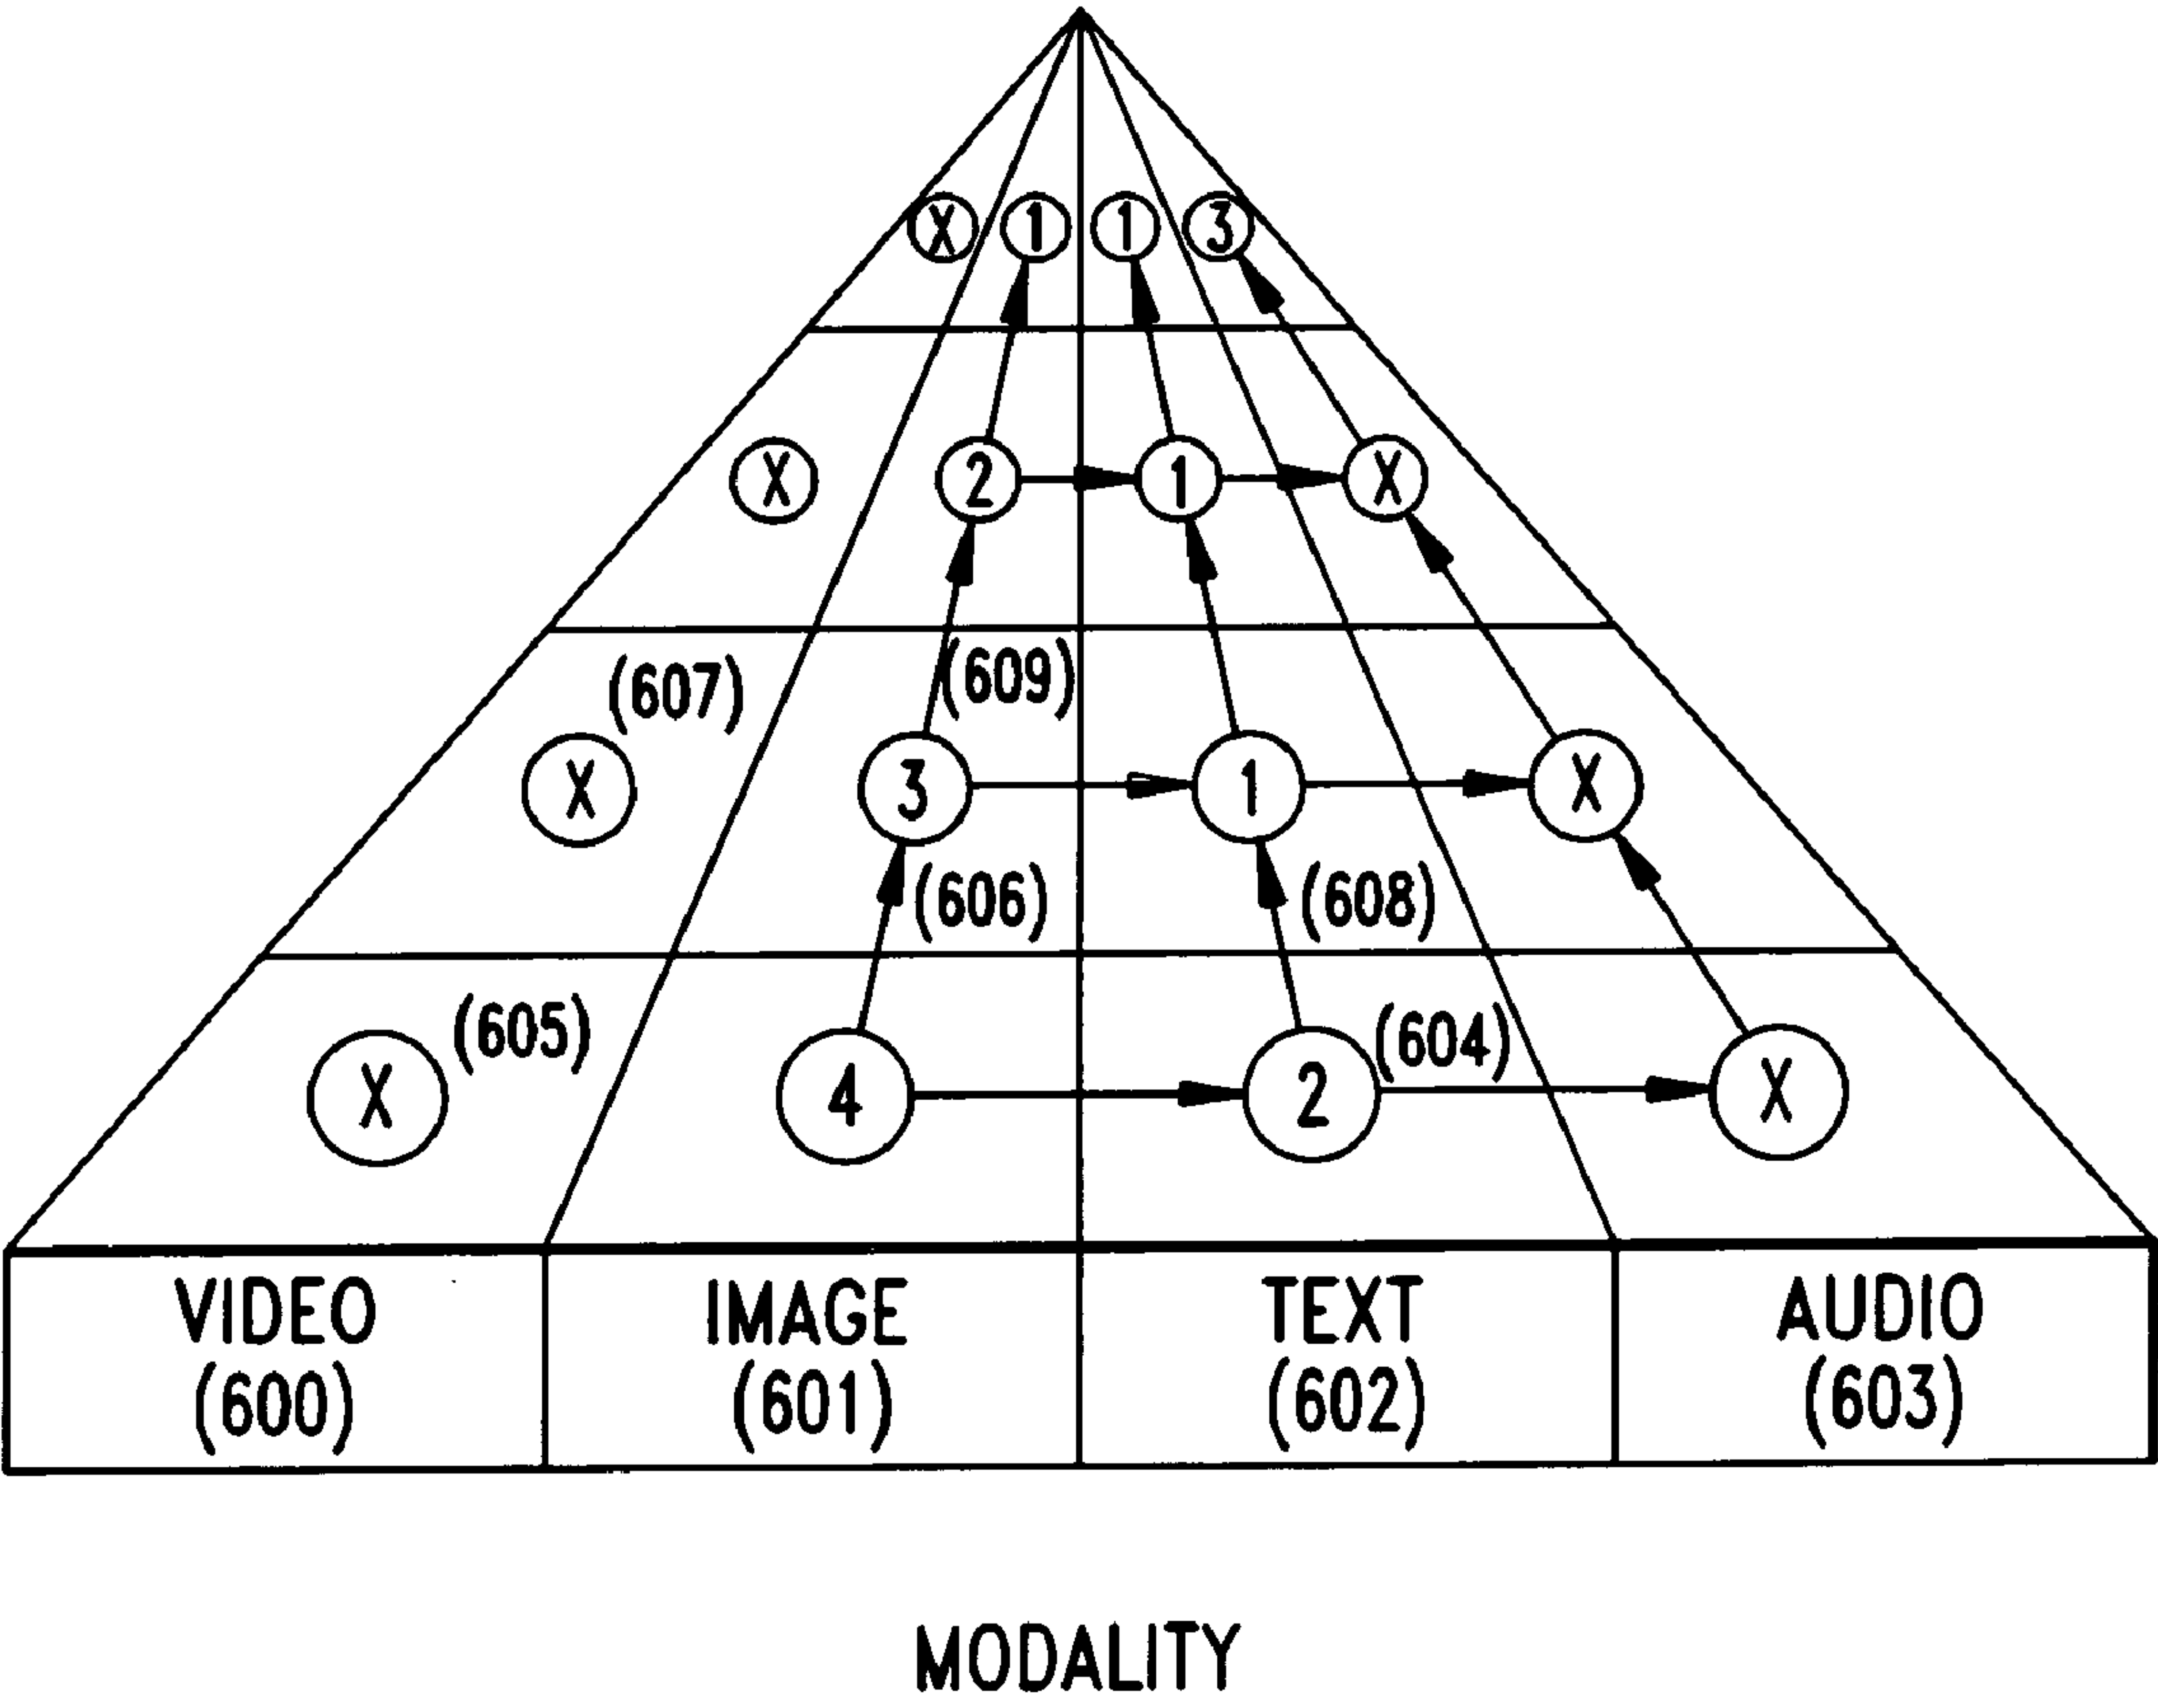 X 1 1 3
X 2 1 X
(607) (609)
X 3 1 X
(606) (608)
(605) (604)
X 4 2 X
VIDEO IMAGE TEXT AUDIO
(600) (601) (602) (603)
MODALITY